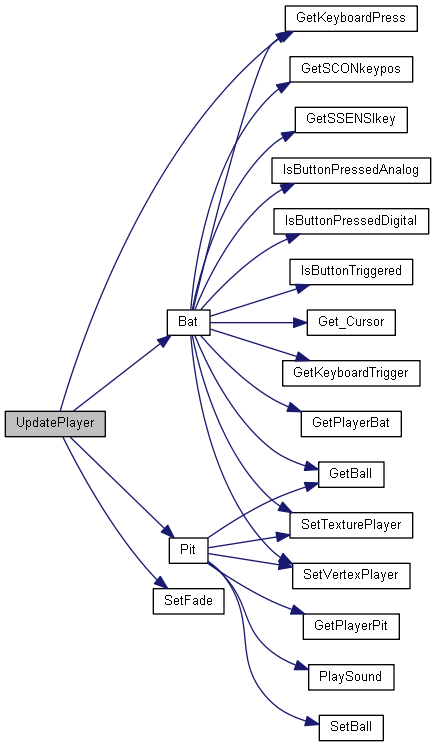 GetKeyboardPress
GetSCONkeypos
GetSSENSIkey
IsButtonPressedAnalog
IsButtonPressedDigital
IsButtonTriggered
Bat
Get_Cursor
GetKeyboardTrigger
UpdatePlayer
GetPlayerBat
GetBall
SetTexturePlayer
Pit
SetVertexPlayer
SetFade
GetPlayerPit
PlaySound
SetBall